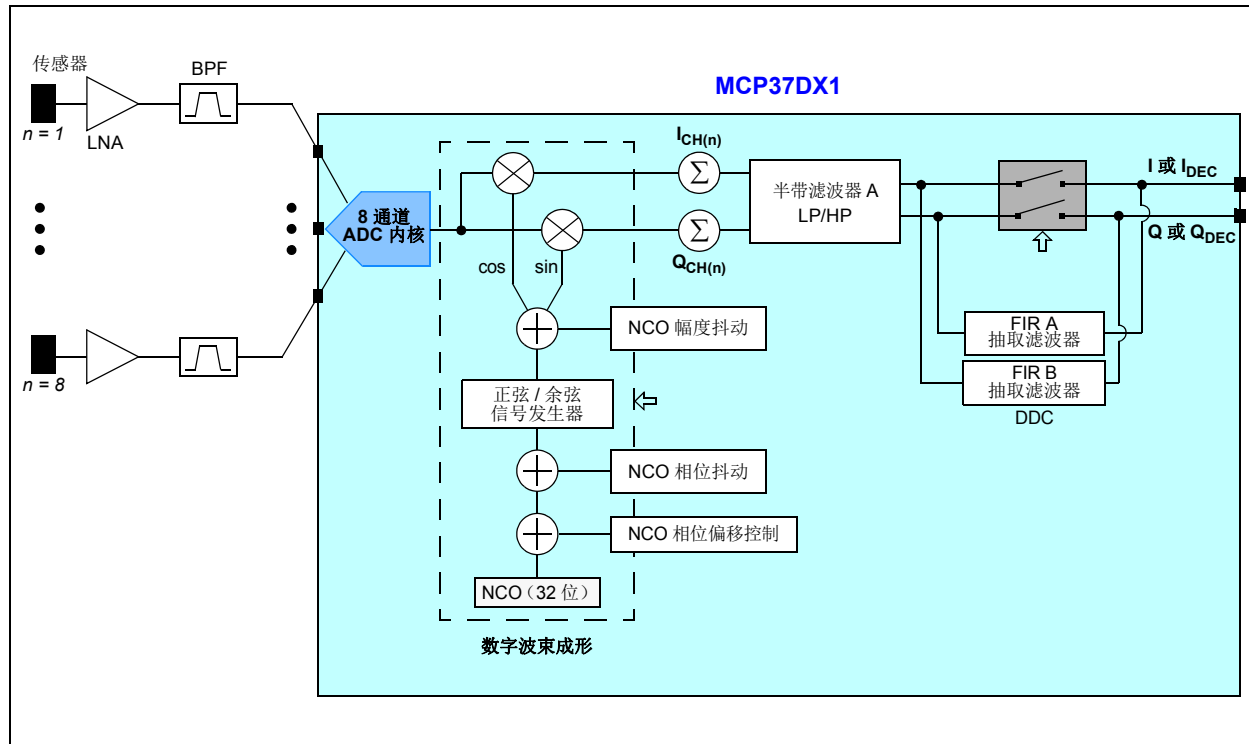 传感器
n = 1
LNA
BPF
n = 8
MCP37DX1
8 通道
ADC 内核
cos
sin
I_CH(n)
Q_CH(n)
半带滤波器 A
LP/HP
I 或 I_DEC
Q 或 Q_DEC
FIR A
抽取滤波器
FIR B
抽取滤波器
DDC
NCO 幅度抖动
正弦 / 余弦
信号发生器
NCO 相位抖动
NCO 相位偏移控制
NCO（32 位）
数字波束成形